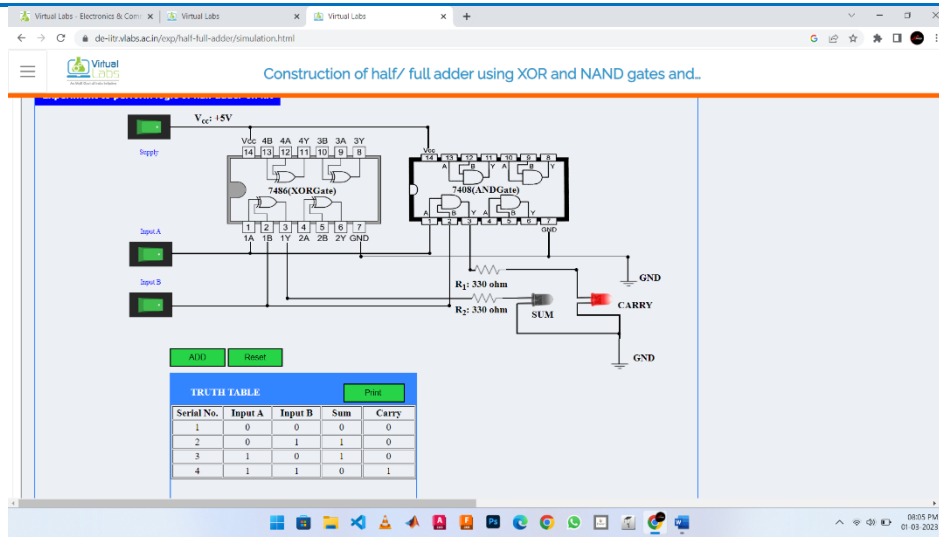 Virtual Labs - Electronics & Com
Virtual Labs
Virtual Labs
de-iitr.vlabs.ac.in/exp/half-full-adder/simulation.html
Virtual
Labs
Construction of half/ full adder using XOR and NAND gates and...
Vcc: +5V
Supply
Vcc 4B 4A 4Y 3B 3A 3Y
14 13 12 11 10 9 8
7486(XORGate)
1 2 3 4 5 6 7
1A 1B 1Y 2A 2B 2Y GND
Vcc
14 13 12 11 10 9 8
A B Y A B Y
7408(ANDGate)
A B Y A B Y
1 2 3 4 5 6 7
GND
Input A
Input B
R1: 330 ohm
R2: 330 ohm
SUM
CARRY
GND
GND
ADD Reset
TRUTH TABLE Print
Serial No. Input A Input B Sum Carry
1 0 0 0 0
2 0 1 1 0
3 1 0 1 0
4 1 1 0 1
08:05 PM
01-03-2023